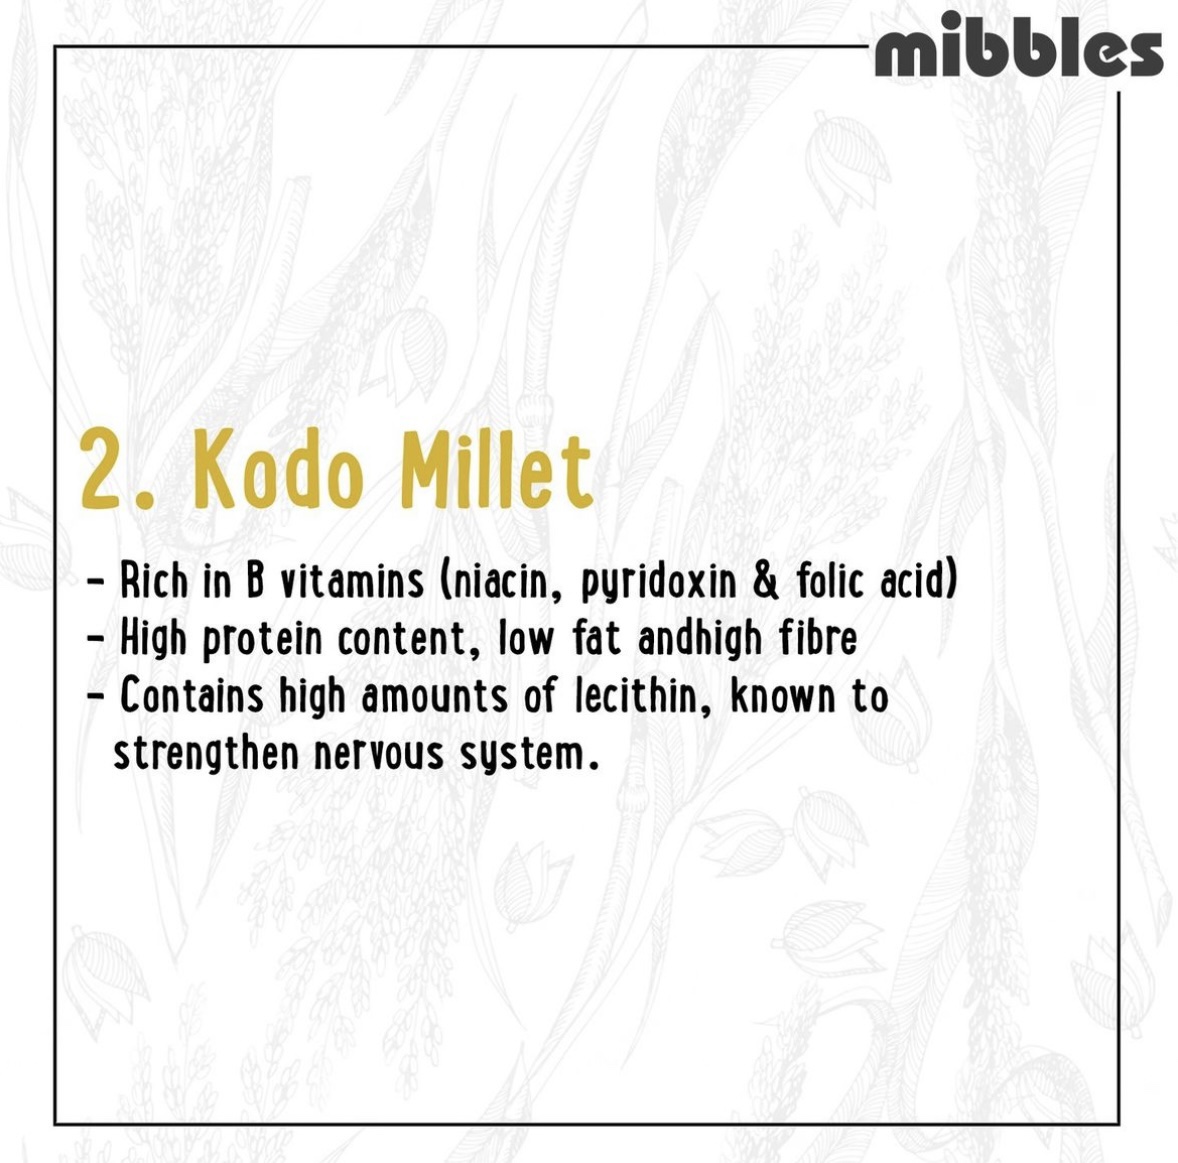 mibbles
2. Kodo Millet
- Rich in B vitamins (niacin, pyridoxin & folic acid)
- High protein content, low fat andhigh fibre
- Contains high amounts of lecithin, known to
strengthen nervous system.